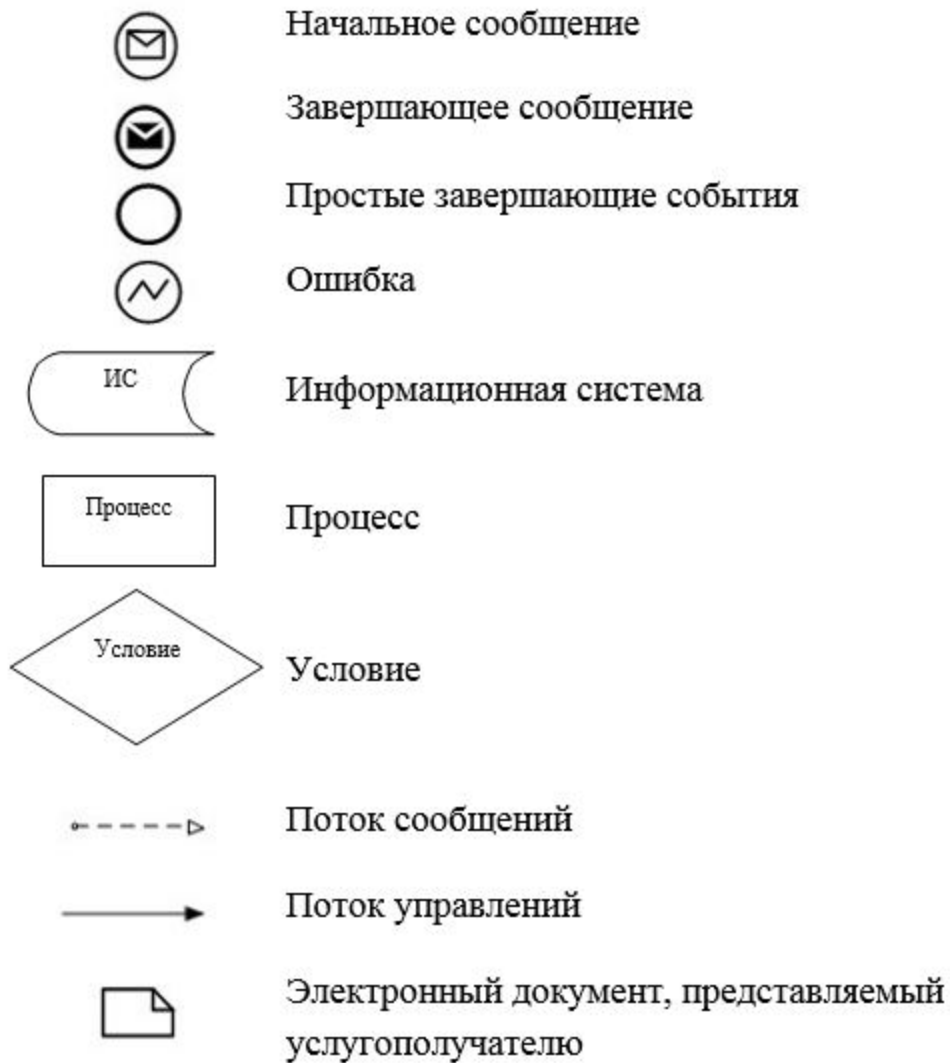 Начальное сообщение
Завершающее сообщение
Простые завершающие события
Ошибка
ИС
Информационная система
Процесс
Процесс
Условие
Условие
Поток сообщений
Поток управлений
Электронный документ, представляемый
услугополучателю